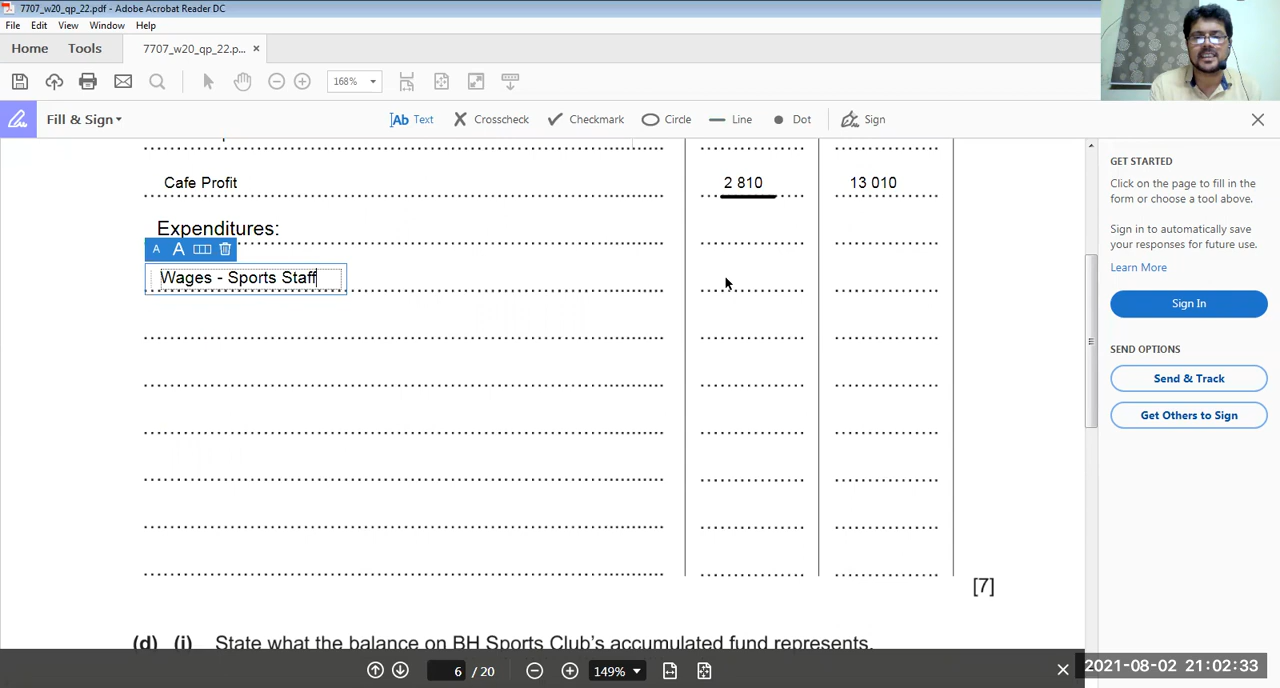 7707_w20_qp_22.pdf - Adobe Acrobat Reader DC
File Edit View Window Help
Home Tools 7707_w20_qp_22.p... ×
168%
Fill & Sign Ab Text Crosscheck Checkmark Circle Line Dot Sign
Cafe Profit 2 810 13 010
Expenditures:
A A
Wages - Sports Staff
[7]
(d) (i) State what the balance on BH Sports Club's accumulated fund represents.
GET STARTED
Click on the page to fill in the
form or choose a tool above.
Sign in to automatically save
your responses for future use.
Learn More
Sign In
SEND OPTIONS
Send & Track
Get Others to Sign
6 / 20 149%
2021-08-02 21:02:33